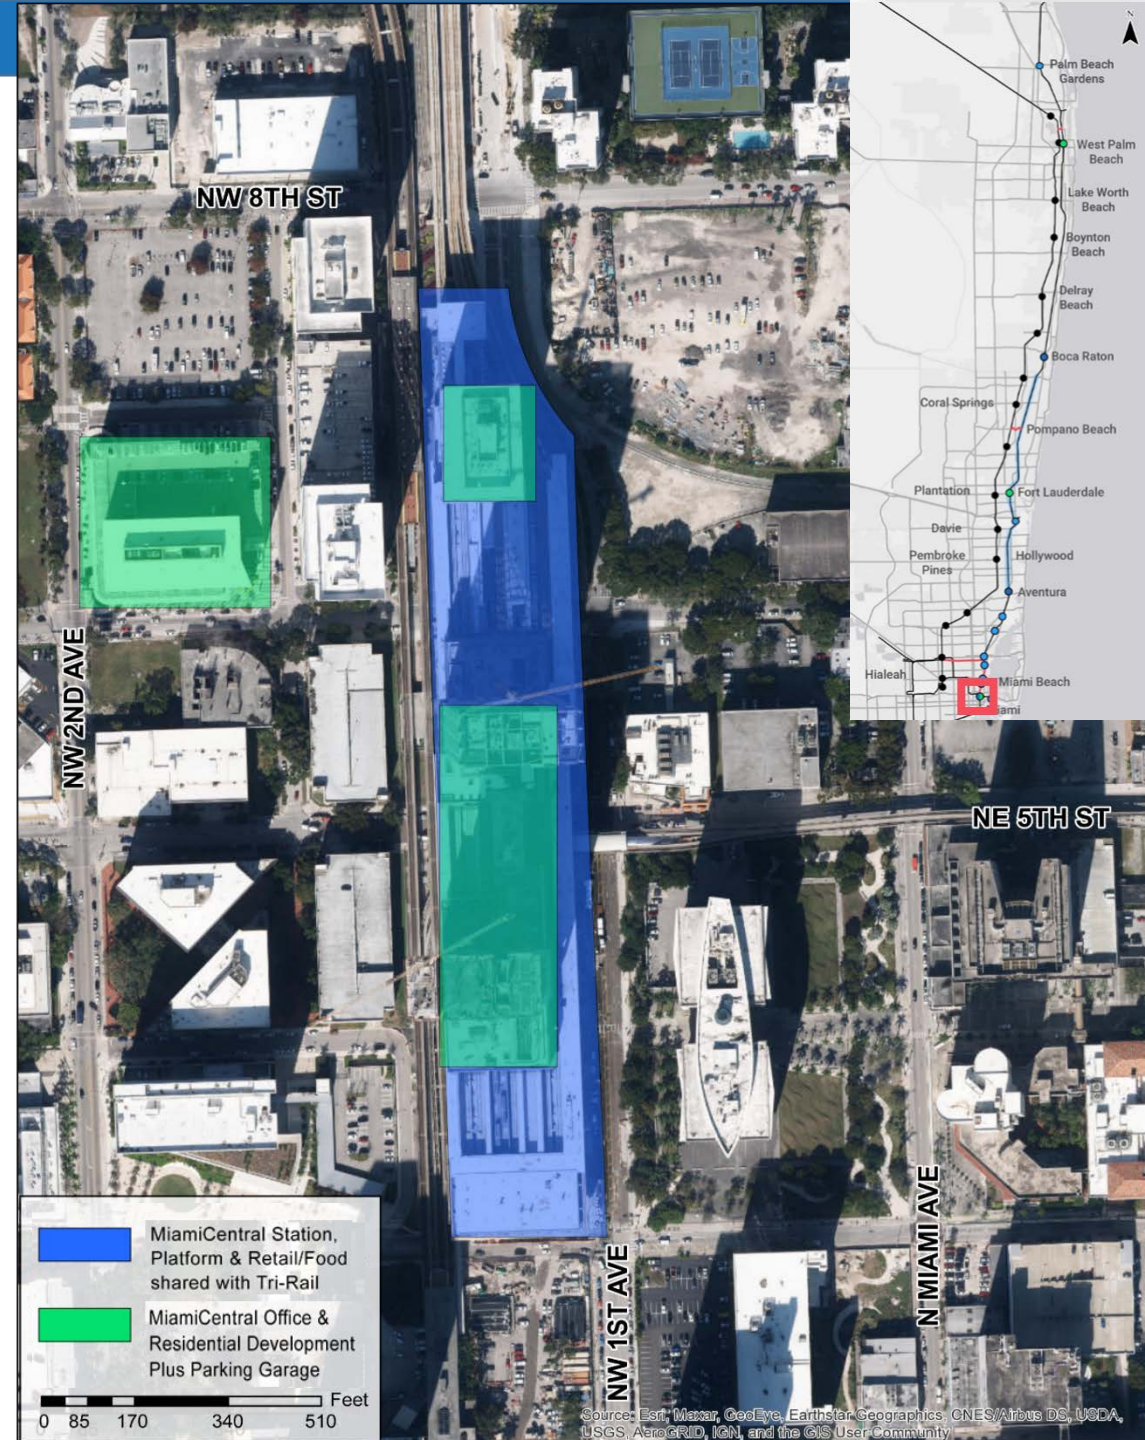 N
Palm Beach
Gardens
West Palm
Beach
Lake Worth
Beach
Boynton
Beach
Delray
Beach
Boca Raton
Coral Springs
Pompano Beach
Plantation
Fort Lauderdale
Davie
Pembroke
Pines
Hollywood
Aventura
Hialeah
Miami Beach
iami
NW 8TH ST
NW 2ND AVE
NE 5TH ST
N MIAMI AVE
NW 1ST AVE
MiamiCentral Station,
Platform & Retail/Food
shared with Tri-Rail
MiamiCentral Office &
Residential Development
Plus Parking Garage
Feet
0 85 170 340 510
Source: Esri, Maxar, GeoEye, Earthstar Geographics, CNES/Airbus DS, USDA,
USGS, AeroGRID, IGN, and the GIS User Community